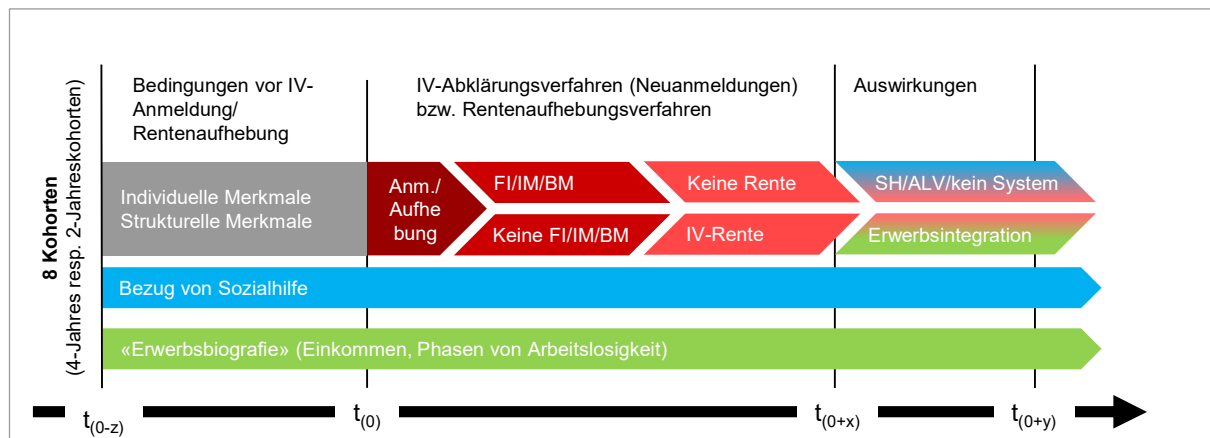 Bedingungen vor IV-
Anmeldung/
Rentenaufhebung
IV-Abklärungsverfahren (Neuanmeldungen)
bzw. Rentenaufhebungsverfahren
Auswirkungen
8 Kohorten
(4-Jahres resp. 2-Jahreskohorten)
Individuelle Merkmale
Strukturelle Merkmale
Anm./
Aufhe
bung
FI/IM/BM
Keine FI/IM/BM
Keine Rente
IV-Rente
SH/ALV/kein System
Erwerbsintegration
Bezug von Sozialhilfe
«Erwerbsbiografie» (Einkommen, Phasen von Arbeitslosigkeit)
t(0-z)
t(0)
t(0+x)
t(0+y)